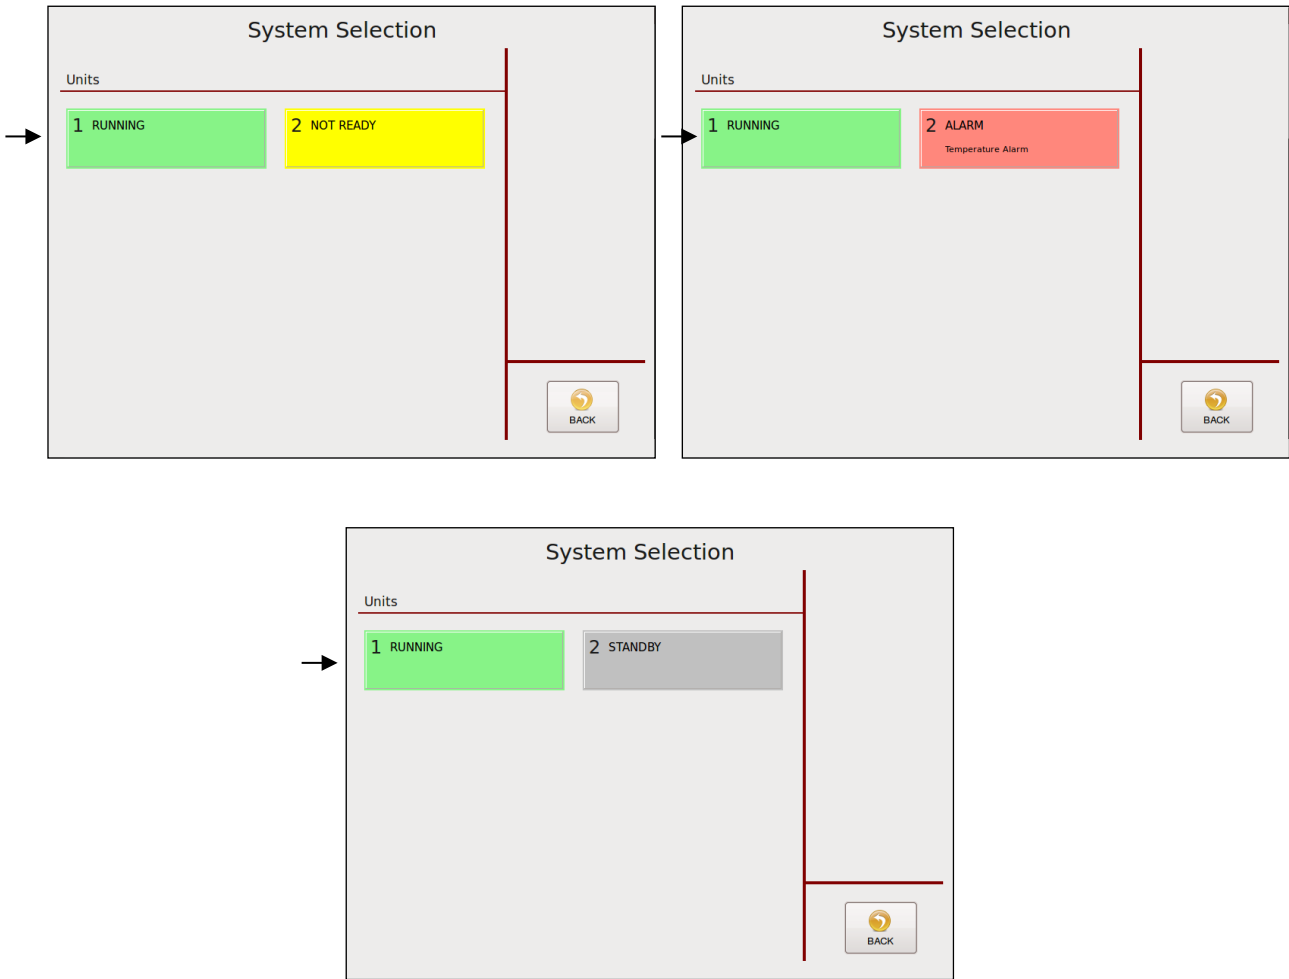 System Selection
Units
1 RUNNING
2 NOT READY
BACK
System Selection
Units
1 RUNNING
2 ALARM
Temperature Alarm
BACK
System Selection
Units
1 RUNNING
2 STANDBY
BACK